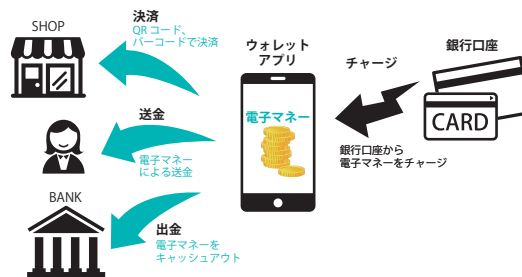 SHOP
決済
QRコード、
バーコードで決済
送金
電子マネー
による送金
BANK
出金
電子マネーを
キャッシュアウト
ウォレット
アプリ
電子マネー
チャージ
銀行口座から
電子マネーをチャージ
銀行口座
CARD